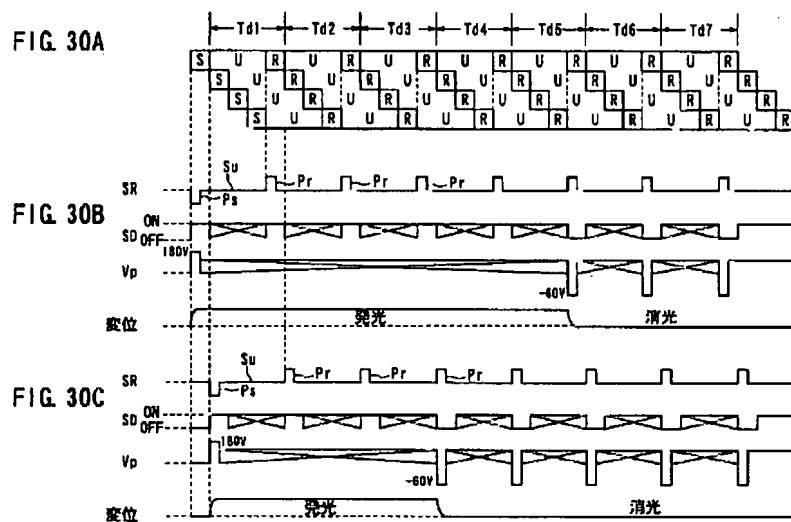 Td1 Td2 Td3 Td4 Td5 Td6 Td7
FIG. 30A
S U R U R U R U R U R U R U R
S U R U R U R U R U R U R U R
S U R U R U R U R U R U R U R
S U R U R U R U R U R U R U R
FIG. 30B
SR Su Ps Pr Pr Pr
SD ON OFF
180V
Vp -60V
変位 発光 消光
FIG. 30C
SR Su Ps Pr Pr Pr
SD ON OFF
180V
Vp -60V
変位 発光 消光